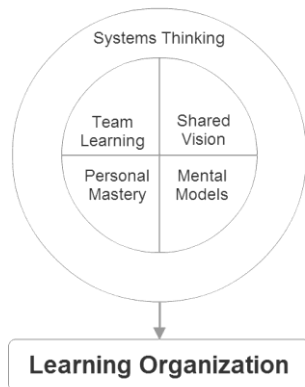 Systems Thinking
Team
Learning
Shared
Vision
Personal
Mastery
Mental
Models
Learning Organization